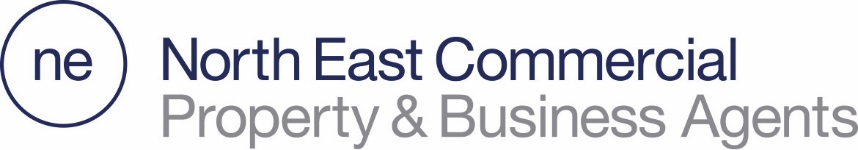 ne
North East Commercial
Property & Business Agents